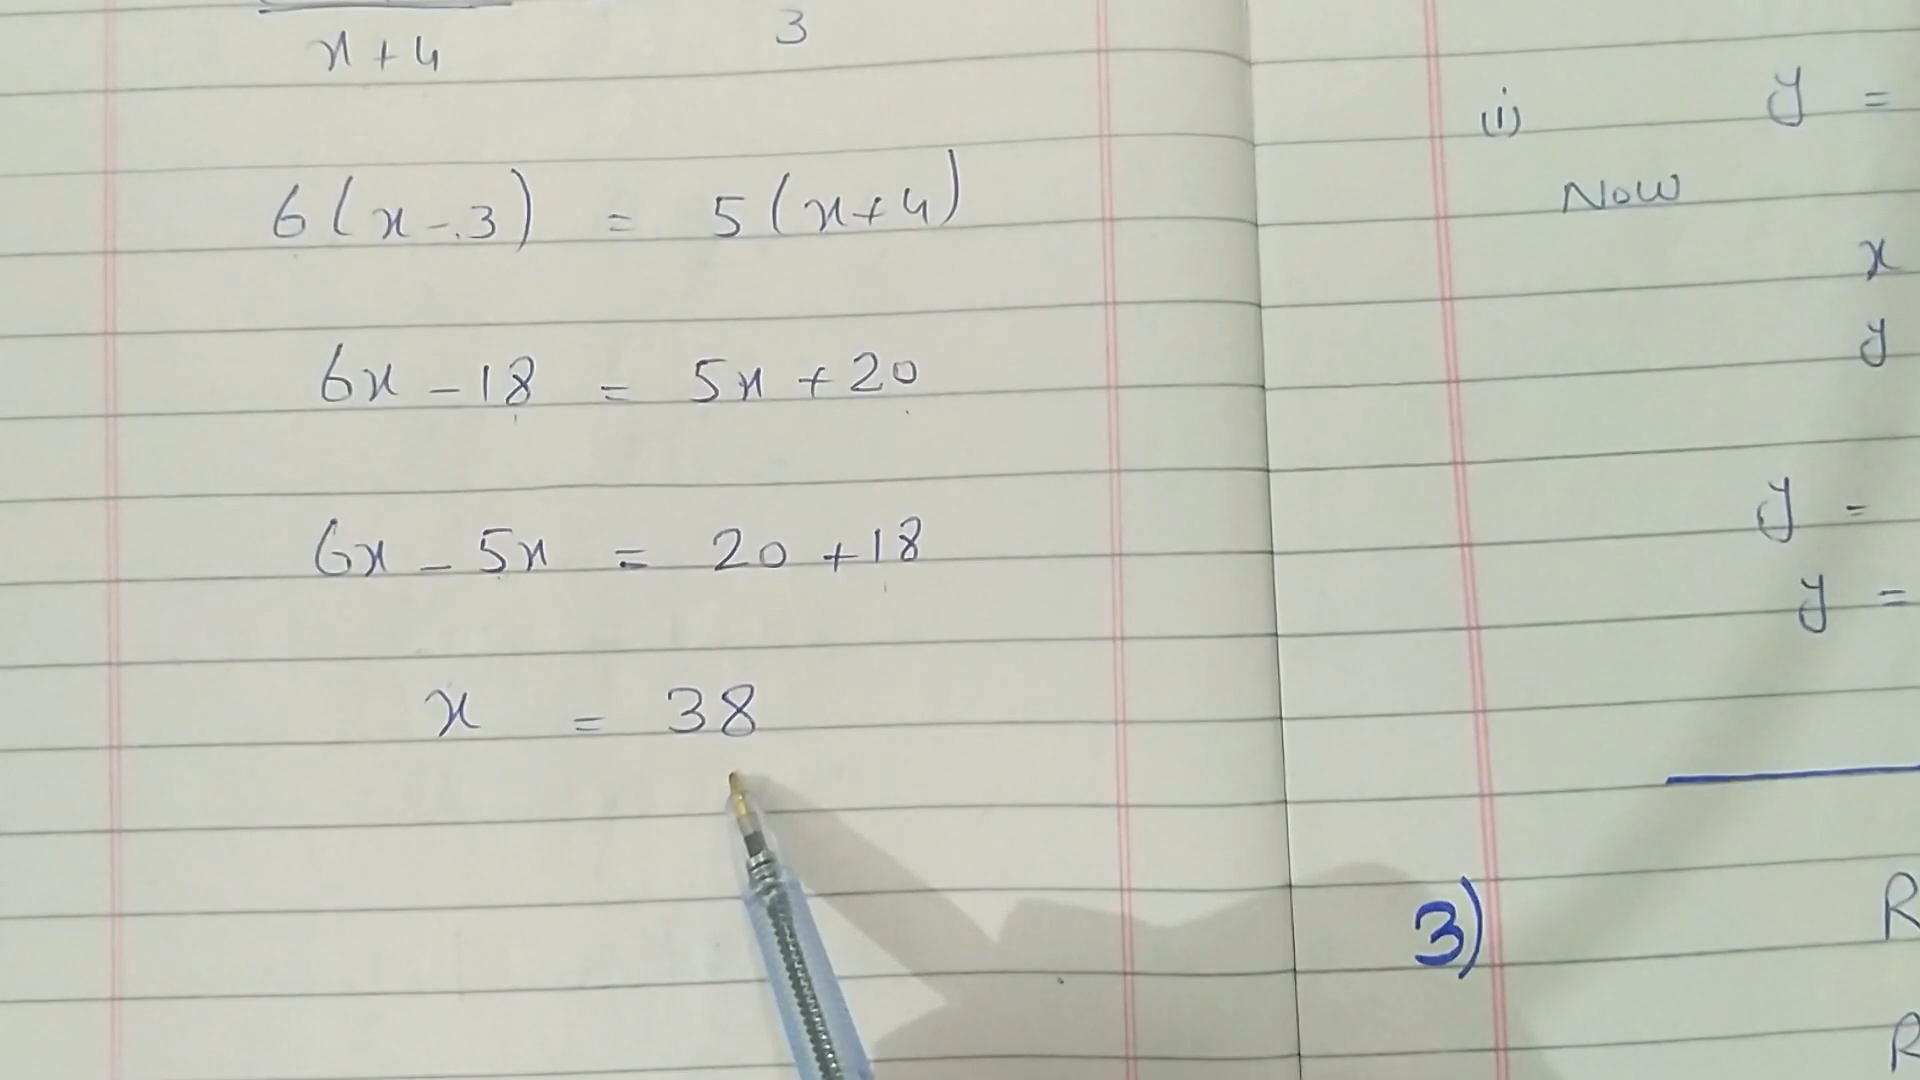 x + 4 3
6 ( x - 3 ) = 5 ( x + 4 )
6x - 18 = 5x + 20
6x - 5x = 20 + 18
x = 38
(i) y =
Now
x
y
y =
y =
3) R
R